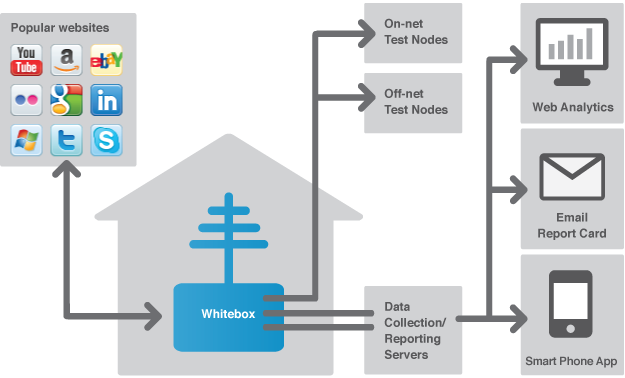 Popular websites
You
Tube
a
ebay
g
in
t
S
On-net
Test Nodes
Off-net
Test Nodes
Whitebox
Data
Collection/
Reporting
Servers
Web Analytics
Email
Report Card
Smart Phone App